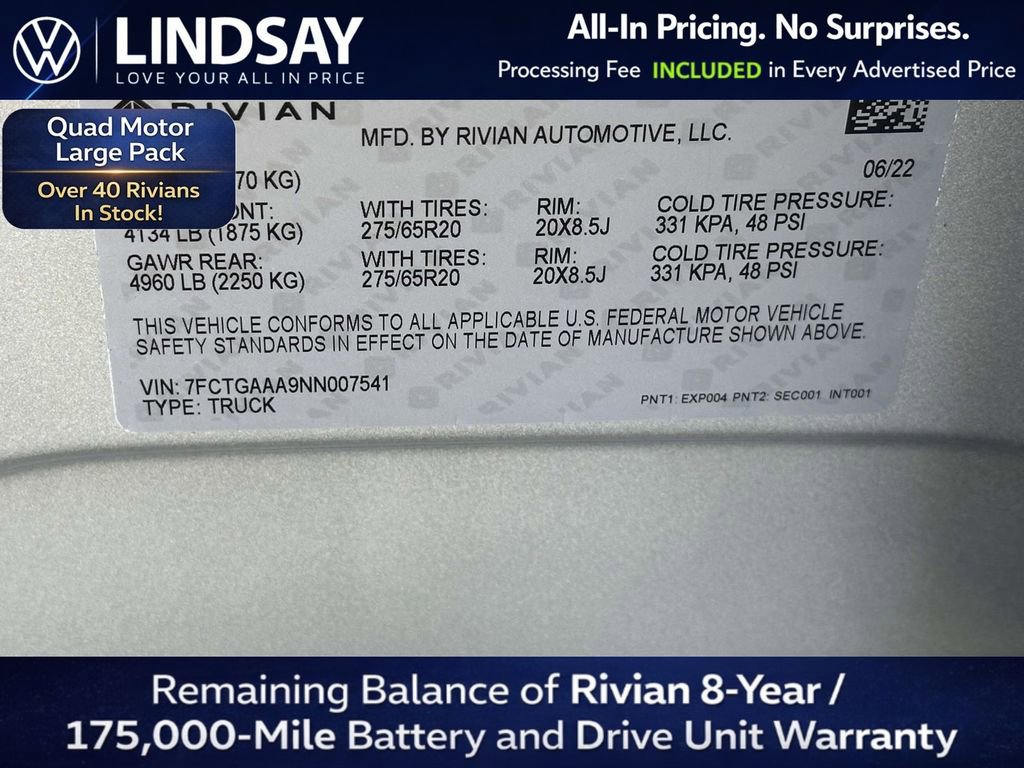 LINDSAY
LOVE YOUR ALL IN PRICE
All-In Pricing. No Surprises.
Processing Fee INCLUDED in Every Advertised Price
Quad Motor
Large Pack
Over 40 Rivians
In Stock!
RIVIAN
MFD. BY RIVIAN AUTOMOTIVE, LLC.
06/22
70 KG)
ONT: WITH TIRES: RIM: COLD TIRE PRESSURE:
4134 LB (1875 KG) 275/65R20 20X8.5J 331 KPA, 48 PSI
GAWR REAR: WITH TIRES: RIM: COLD TIRE PRESSURE:
4960 LB (2250 KG) 275/65R20 20X8.5J 331 KPA, 48 PSI
THIS VEHICLE CONFORMS TO ALL APPLICABLE U.S. FEDERAL MOTOR VEHICLE
SAFETY STANDARDS IN EFFECT ON THE DATE OF MANUFACTURE SHOWN ABOVE.
VIN: 7FCTGAAA9NN007541
TYPE: TRUCK
PNT1: EXP004 PNT2: SEC001 INT001
Remaining Balance of Rivian 8-Year /
175,000-Mile Battery and Drive Unit Warranty